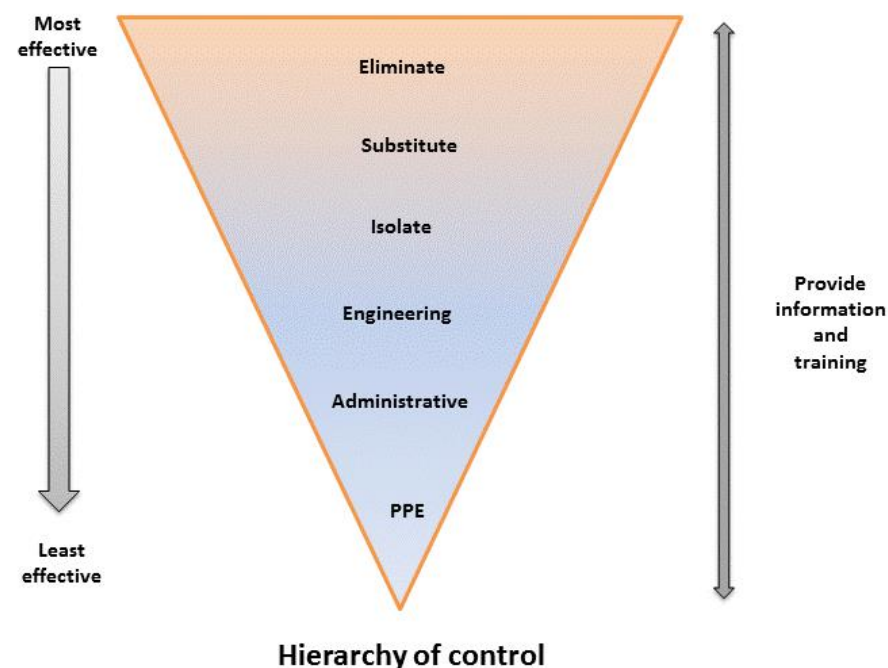 Most
effective
Eliminate
Substitute
Isolate
Engineering
Administrative
PPE
Least
effective
Provide
information
and
training
Hierarchy of control